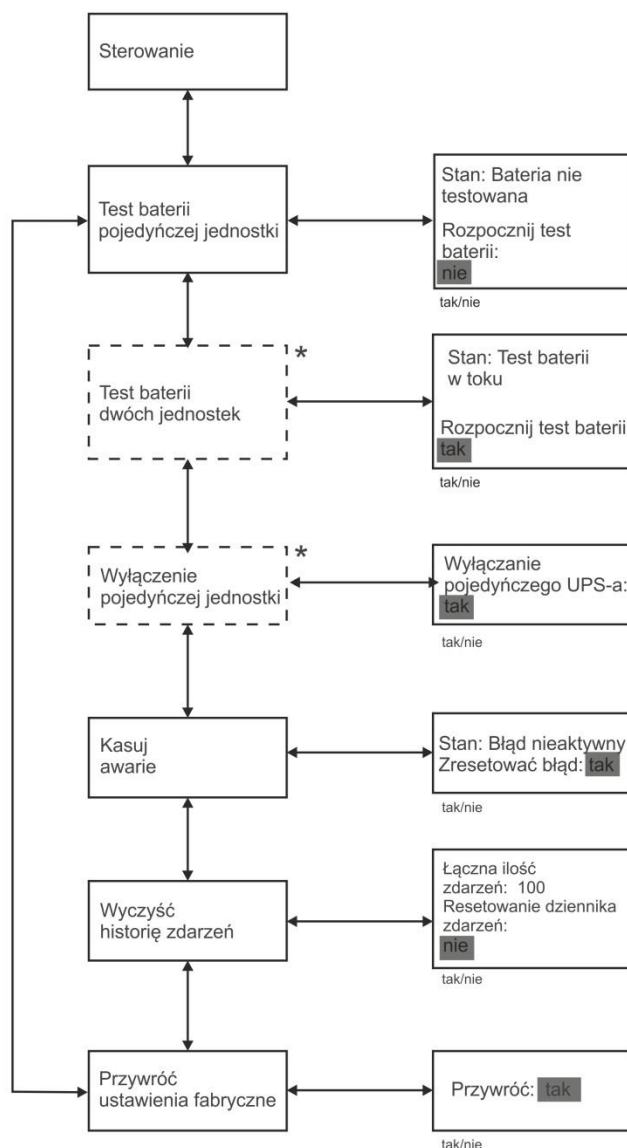 Sterowanie
Test baterii
pojedyńczej jednostki
Stan: Bateria nie
testowana
Rozpocznij test
baterii:
nie
tak/nie
*
Test baterii
dwóch jednostek
Stan: Test baterii
w toku
Rozpocznij test baterii
tak
tak/nie
*
Wyłączenie
pojedyńczej jednostki
Wyłączanie
pojedyńczego UPS-a:
tak
tak/nie
Kasuj
awarie
Stan: Błąd nieaktywny
Zresetować błąd: tak
tak/nie
Wyczyść
historię zdarzeń
Łączna ilość
zdarzeń: 100
Resetowanie dziennika
zdarzeń:
nie
tak/nie
Przywróć
ustawienia fabryczne
Przywróć: tak
tak/nie